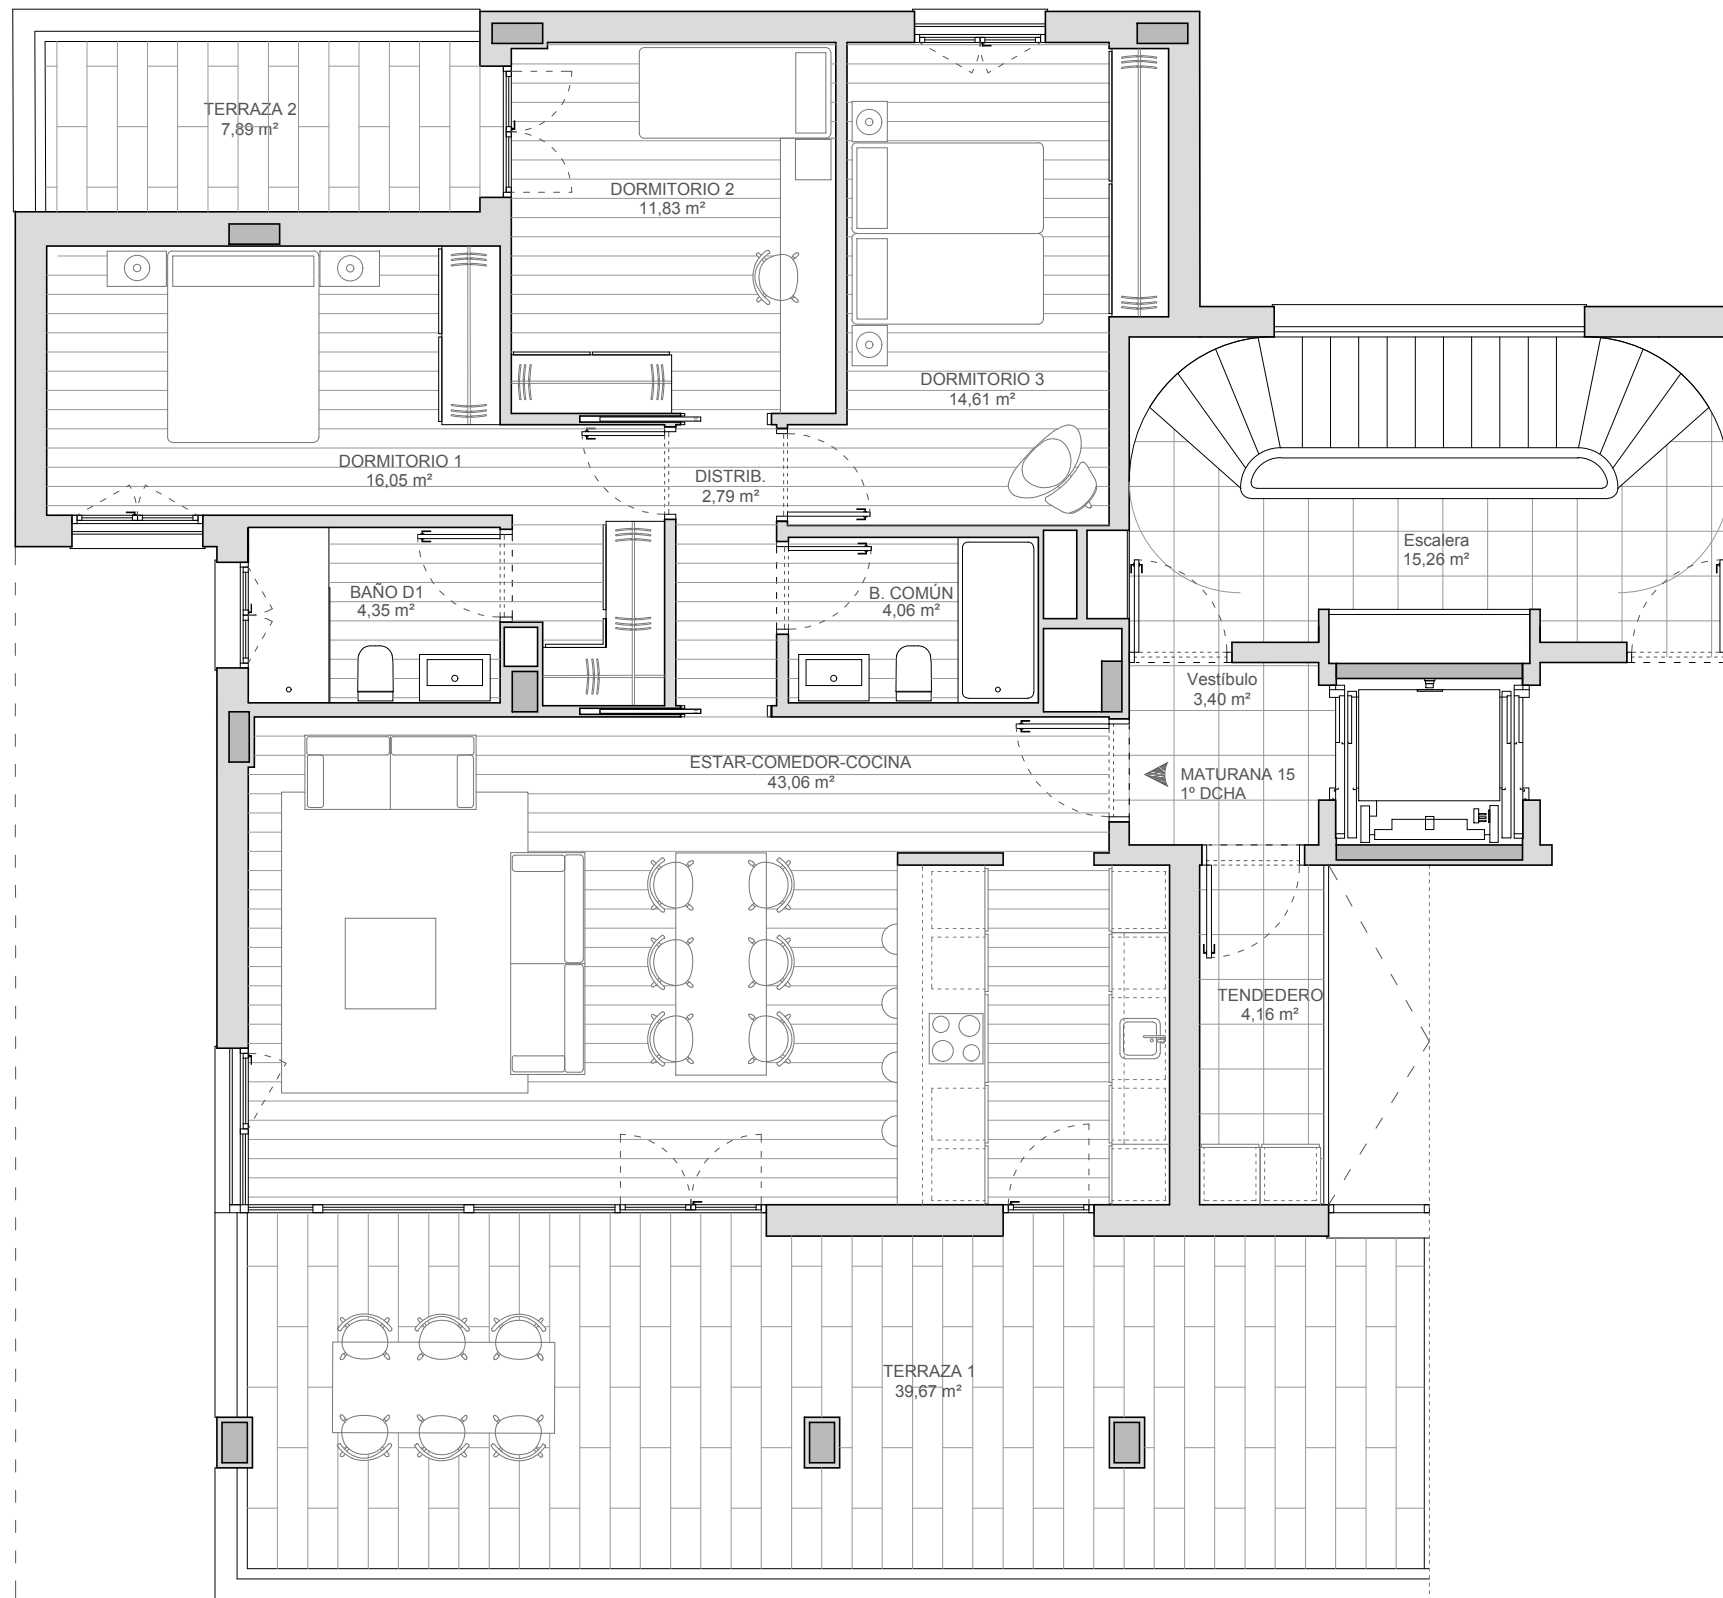 TERRAZA 2
7,89 m²
DORMITORIO 2
11,83 m²
DORMITORIO 3
14,61 m²
DORMITORIO 1
16,05 m²
DISTRIB.
2,79 m²
Escalera
15,26 m²
BAÑO D1
4,35 m²
B. COMÚN
4,06 m²
Vestíbulo
3,40 m²
ESTAR-COMEDOR-COCINA
43,06 m²
MATURANA 15
1º DCHA
TENDEDERO
4,16 m²
TERRAZA 1
39,67 m²